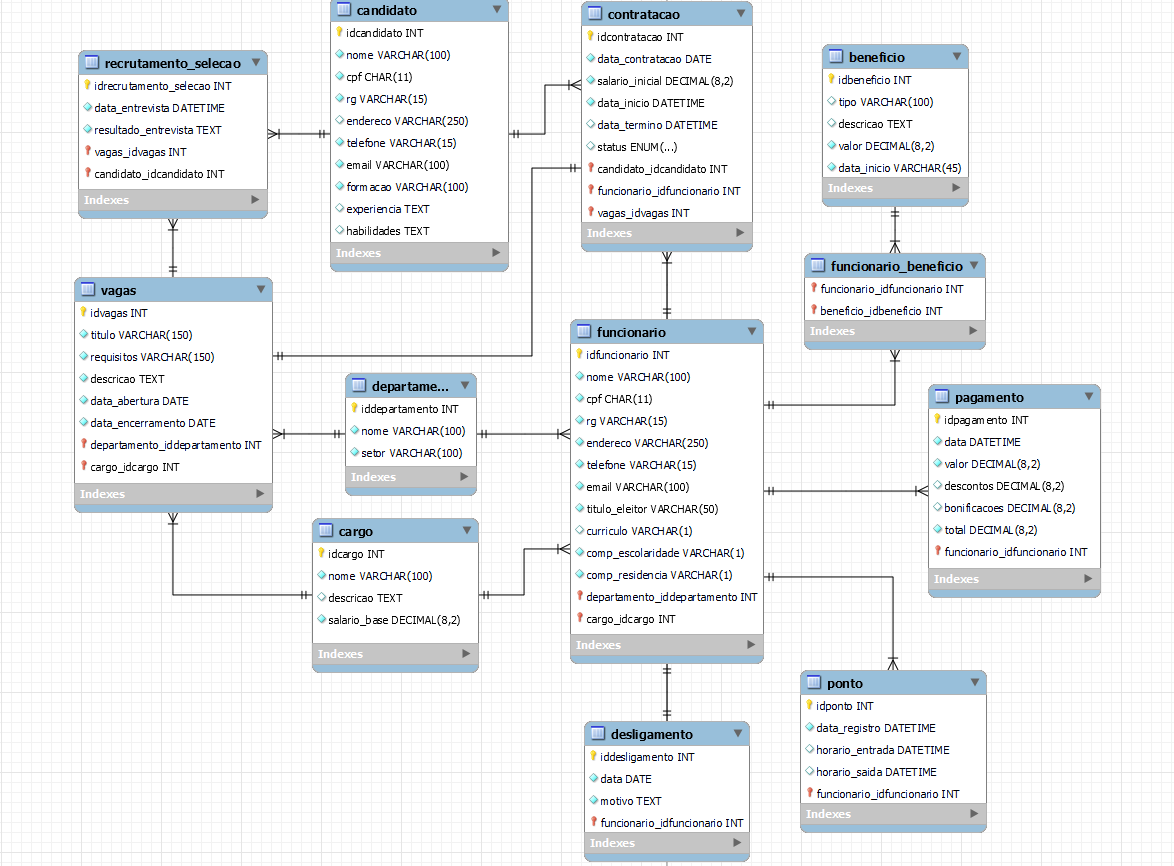 candidato
idcandidato INT
nome VARCHAR(100)
cpf CHAR(11)
rg VARCHAR(15)
endereco VARCHAR(250)
telefone VARCHAR(15)
email VARCHAR(100)
formacao VARCHAR(100)
experiencia TEXT
habilidades TEXT
Indexes
contratacao
idcontratacao INT
data_contratacao DATE
salario_inicial DECIMAL(8,2)
data_inicio DATETIME
data_termino DATETIME
status ENUM(...)
candidato_idcandidato INT
funcionario_idfuncionario INT
vagas_idvagas INT
Indexes
beneficio
idbeneficio INT
tipo VARCHAR(100)
descricao TEXT
valor DECIMAL(8,2)
data_inicio VARCHAR(45)
Indexes
recrutamento_selecao
idrecrutamento_selecao INT
data_entrevista DATETIME
resultado_entrevista TEXT
vagas_idvagas INT
candidato_idcandidato INT
Indexes
funcionario_beneficio
funcionario_idfuncionario INT
beneficio_idbeneficio INT
Indexes
vagas
idvagas INT
titulo VARCHAR(150)
requisitos VARCHAR(150)
descricao TEXT
data_abertura DATE
data_encerramento DATE
departamento_iddepartamento INT
cargo_idcargo INT
Indexes
departame...
iddepartamento INT
nome VARCHAR(100)
setor VARCHAR(100)
Indexes
funcionario
idfuncionario INT
nome VARCHAR(100)
cpf CHAR(11)
rg VARCHAR(15)
endereco VARCHAR(250)
telefone VARCHAR(15)
email VARCHAR(100)
titulo_eleitor VARCHAR(50)
curriculo VARCHAR(1)
comp_escolaridade VARCHAR(1)
comp_residencia VARCHAR(1)
departamento_iddepartamento INT
cargo_idcargo INT
Indexes
pagamento
idpagamento INT
data DATETIME
valor DECIMAL(8,2)
descontos DECIMAL(8,2)
bonificacoes DECIMAL(8,2)
total DECIMAL(8,2)
funcionario_idfuncionario INT
Indexes
cargo
idcargo INT
nome VARCHAR(100)
descricao TEXT
salario_base DECIMAL(8,2)
Indexes
desligamento
iddesligamento INT
data DATE
motivo TEXT
funcionario_idfuncionario INT
Indexes
ponto
idponto INT
data_registro DATETIME
horario_entrada DATETIME
horario_saida DATETIME
funcionario_idfuncionario INT
Indexes